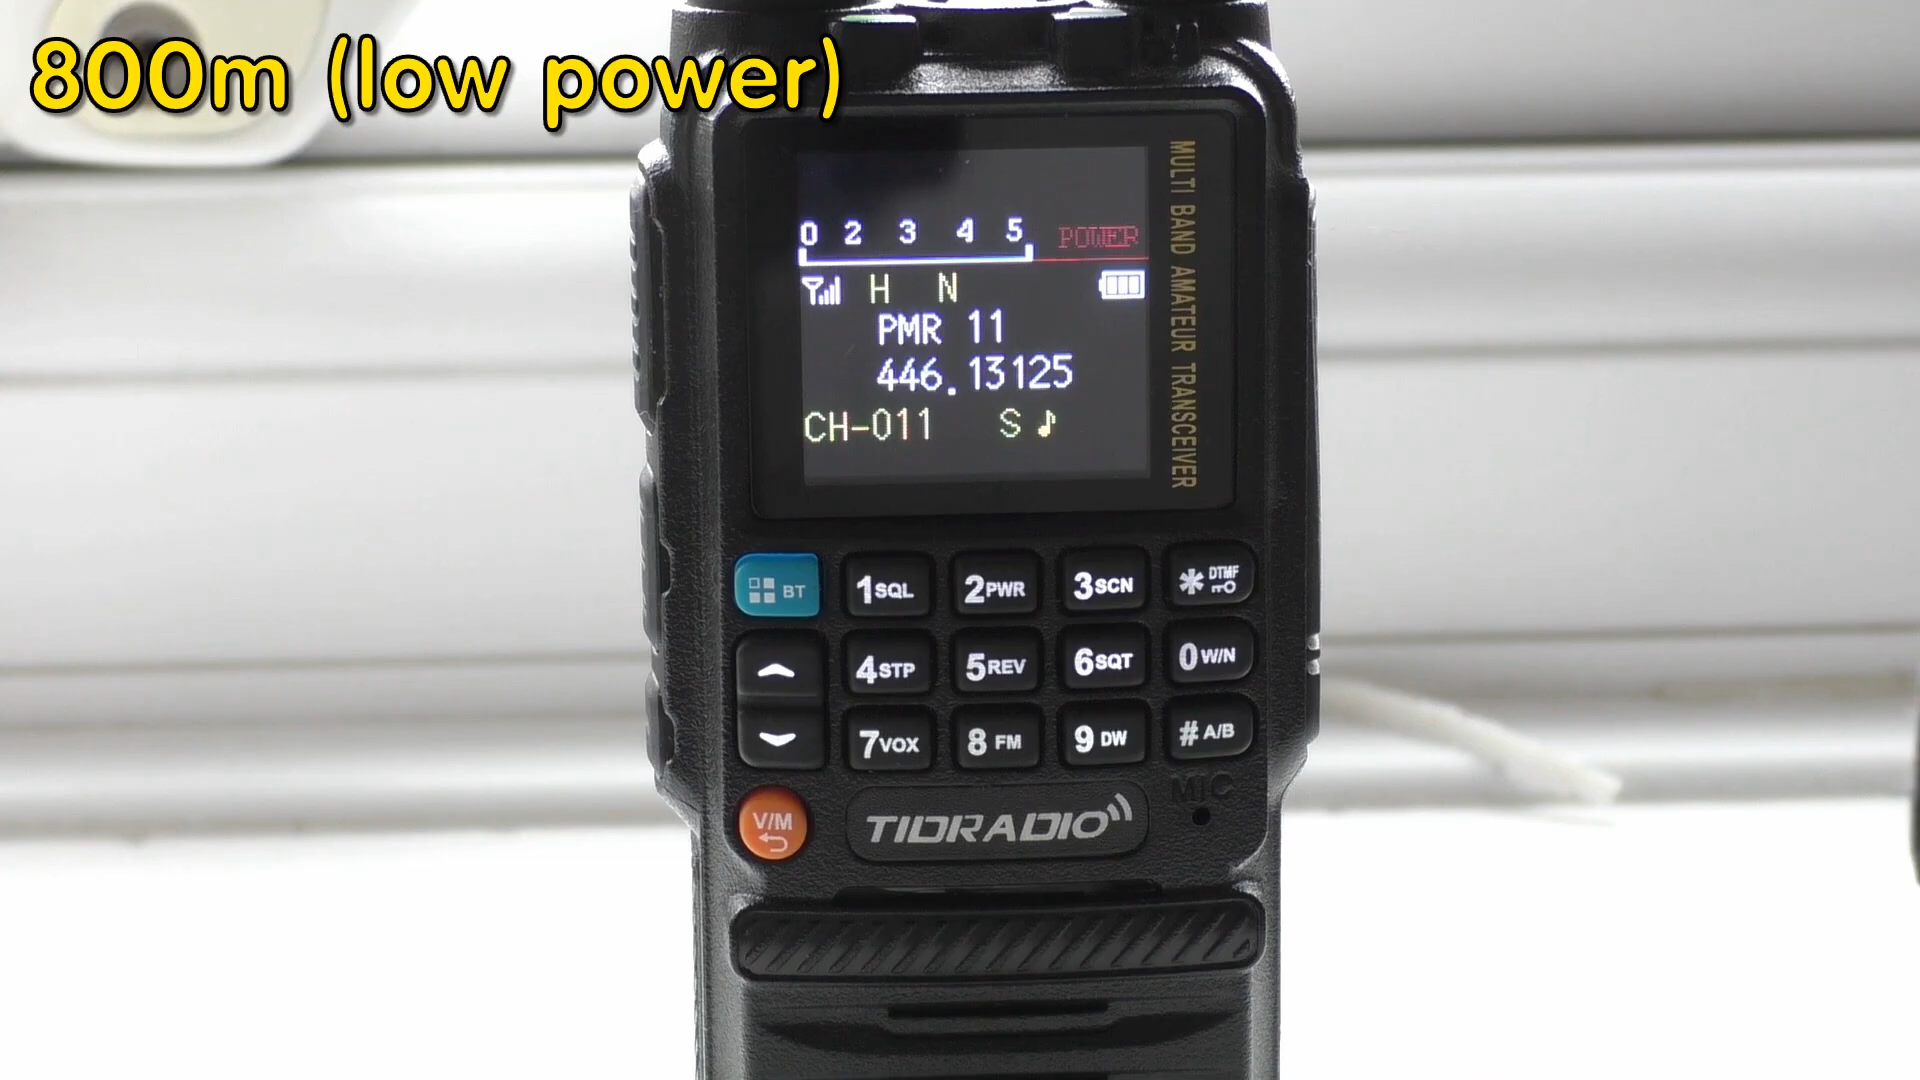 800m (low power)
0 2 3 4 5 POWER
H N
PMR 11
446.13125
CH-011 S
MULTI BAND AMATEUR TRANSCEIVER
BT 1SQL 2PWR 3SCN * DTMF
4STP 5REV 6SQT 0W/N
7VOX 8 FM 9 DW # A/B
V/M
TIDRADIO
MIC